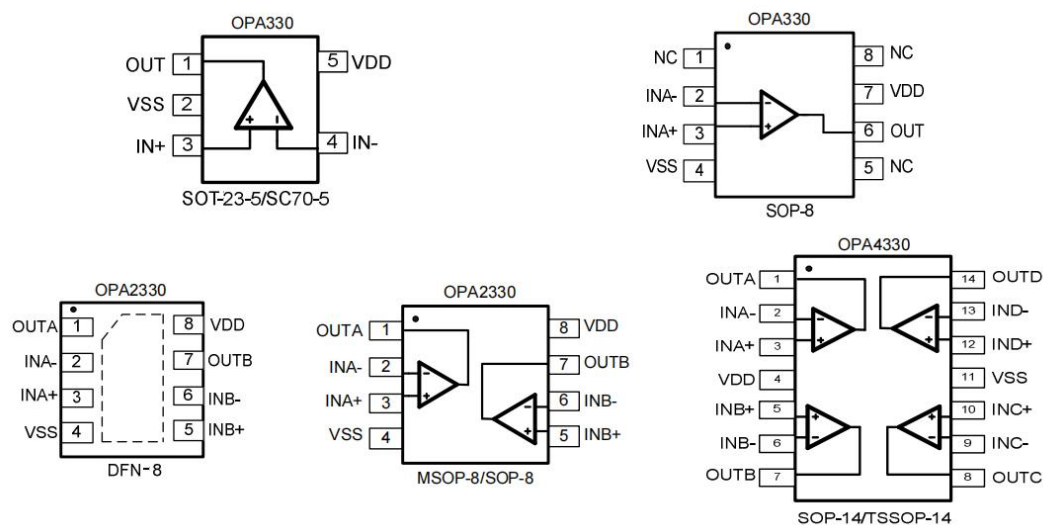 OPA330
OUT 1 5 VDD
VSS 2
IN+ 3 4 IN-
+ -
SOT-23-5/SC70-5
OPA330
NC 1 8 NC
INA- 2 7 VDD
INA+ 3 6 OUT
VSS 4 5 NC
-
+
SOP-8
OPA2330
OUTA 1 8 VDD
INA- 2 7 OUTB
INA+ 3 6 INB-
VSS 4 5 INB+
DFN-8
OPA2330
OUTA 1 8 VDD
INA- 2 7 OUTB
INA+ 3 6 INB-
VSS 4 5 INB+
-
+
-
+
MSOP-8/SOP-8
OPA4330
OUTA 1 14 OUTD
INA- 2 13 IND-
INA+ 3 12 IND+
VDD 4 11 VSS
INB+ 5 10 INC+
INB- 6 9 INC-
OUTB 7 8 OUTC
-
+
-
+
+
-
+
-
SOP-14/TSSOP-14